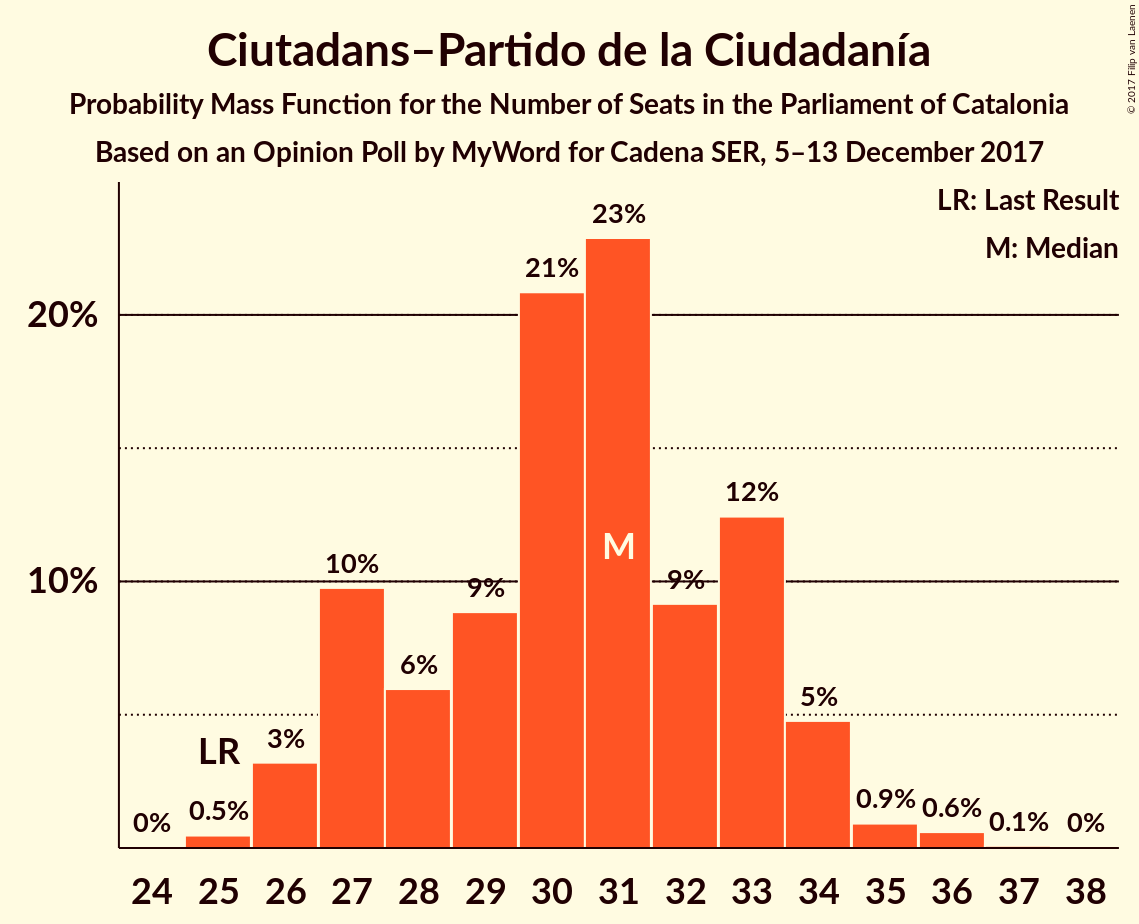 Ciutadans–Partido de la Ciudadanía
Probability Mass Function for the Number of Seats in the Parliament of Catalonia
Based on an Opinion Poll by MyWord for Cadena SER, 5–13 December 2017
© 2017 Filip van Laenen
LR: Last Result
M: Median
20%
10%
0%
0.5%
LR
3%
10%
6%
9%
21%
23%
M
9%
12%
5%
0.9%
0.6%
0.1%
0%
24 25 26 27 28 29 30 31 32 33 34 35 36 37 38